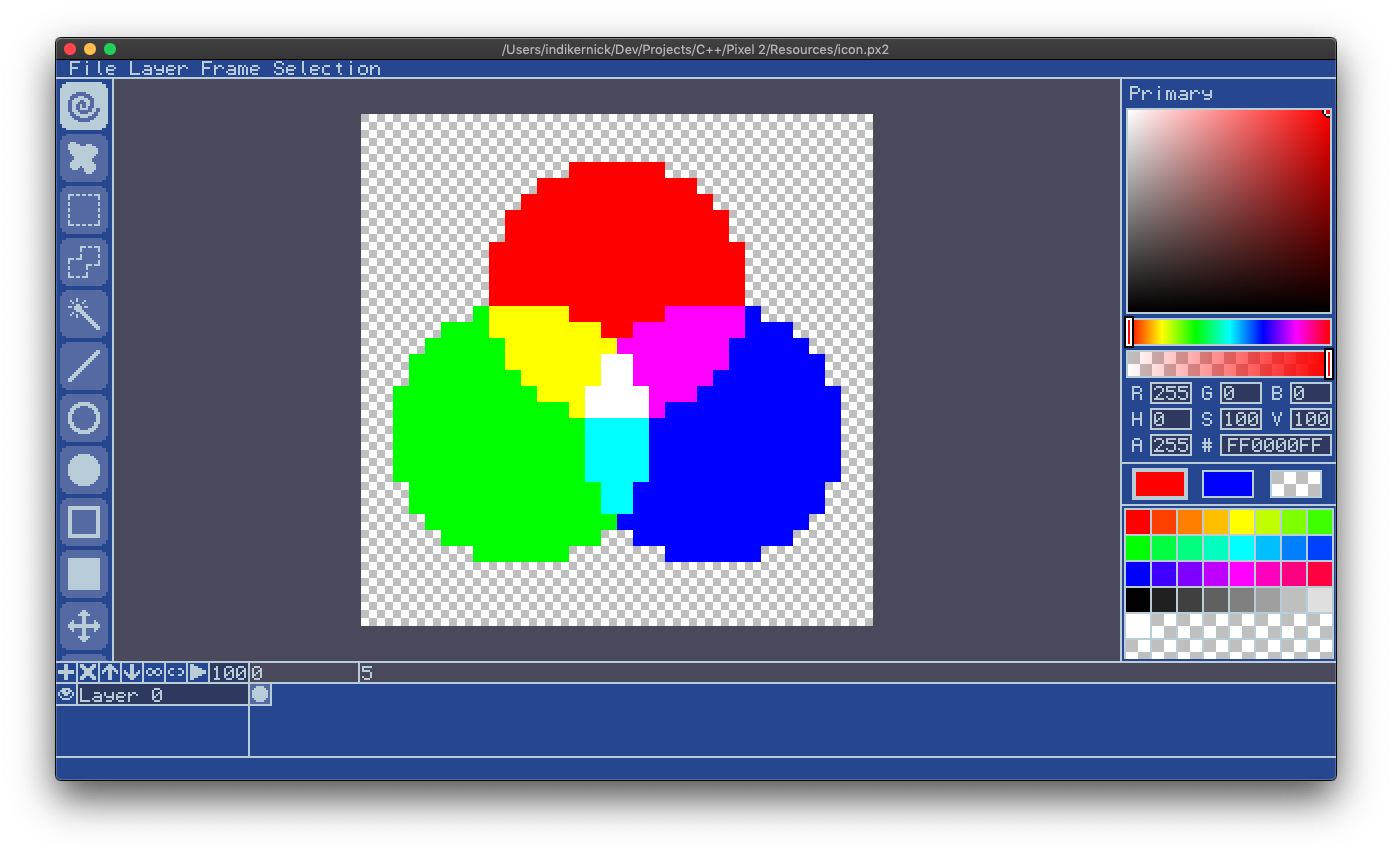 /Users/indikernick/Dev/Projects/C++/Pixel 2/Resources/icon.px2
File Layer Frame Selection
Primary
R 255 G 0 B 0
H 0 S 100 V 100
A 255 # FF0000FF
100 0 5
Layer 0